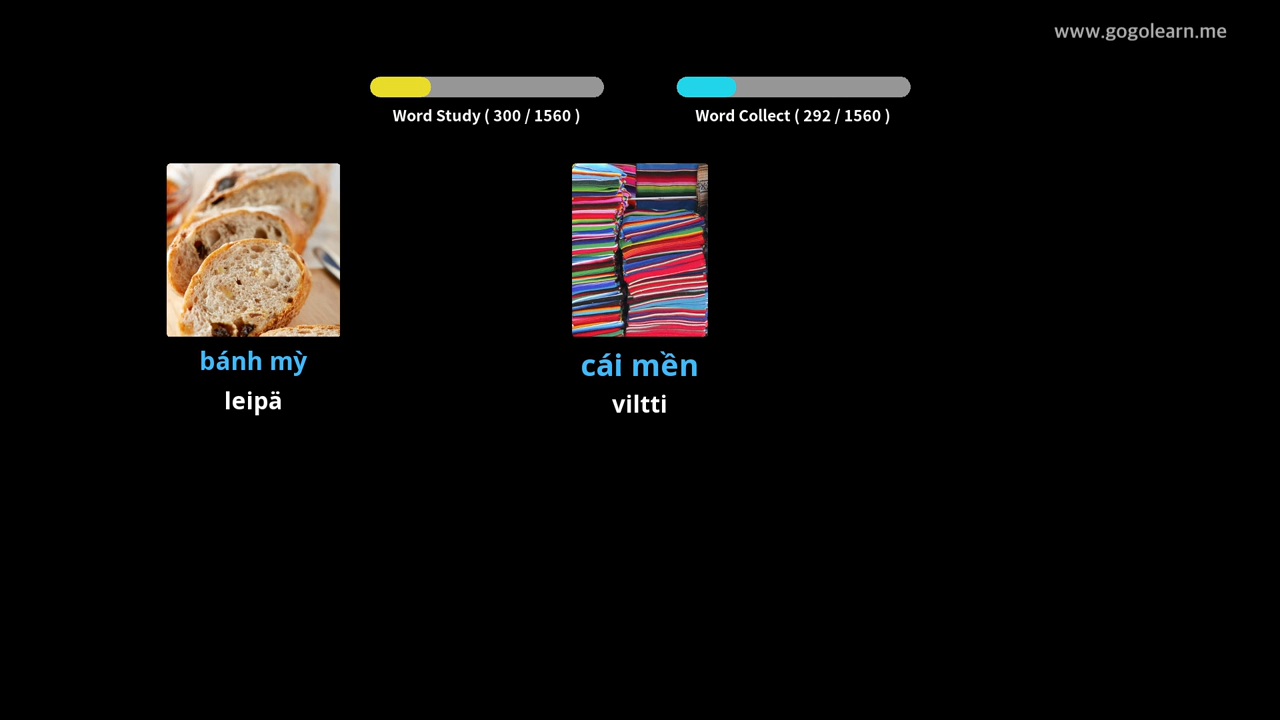 www.gogolearn.me
Word Study ( 300 / 1560 )
Word Collect ( 292 / 1560 )
bánh mỳ
leipä
cái mền
viltti